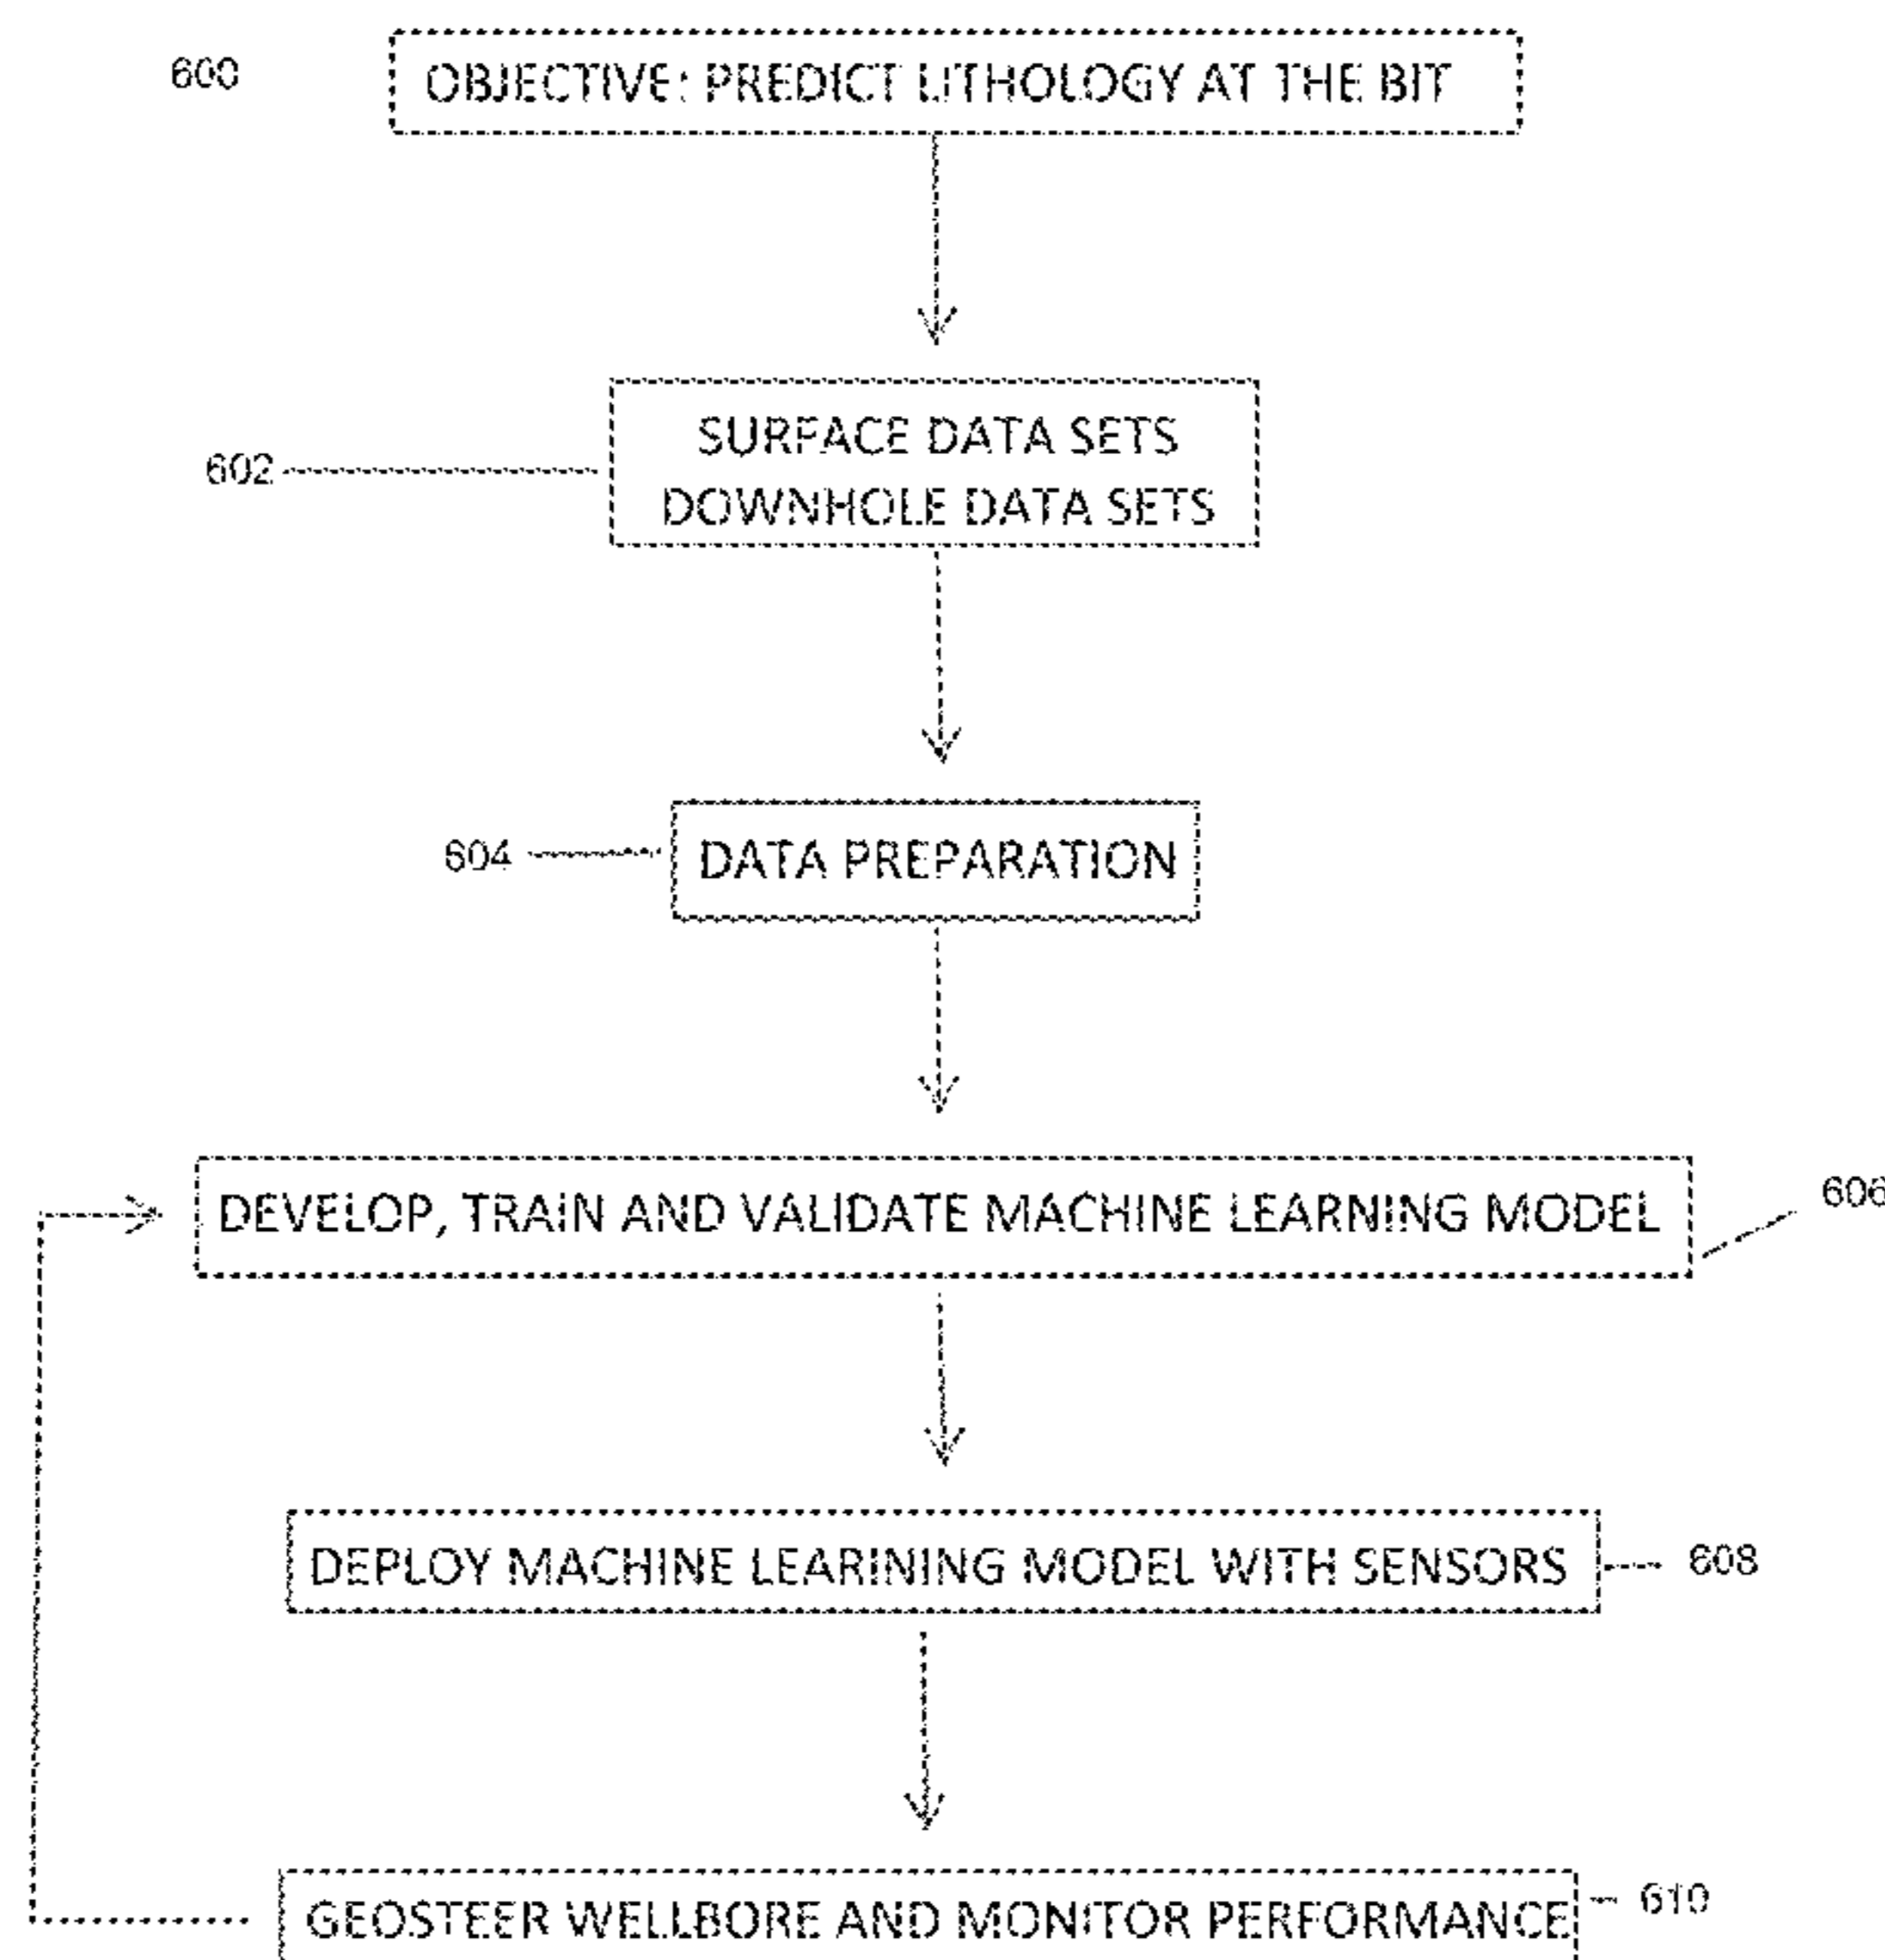 600
OBJECTIVE: PREDICT LITHOLOGY AT THE BIT
602
SURFACE DATA SETS
DOWNHOLE DATA SETS
604
DATA PREPARATION
606
DEVELOP, TRAIN AND VALIDATE MACHINE LEARNING MODEL
DEPLOY MACHINE LEARINING MODEL WITH SENSORS
608
GEOSTEER WELLBORE AND MONITOR PERFORMANCE
610